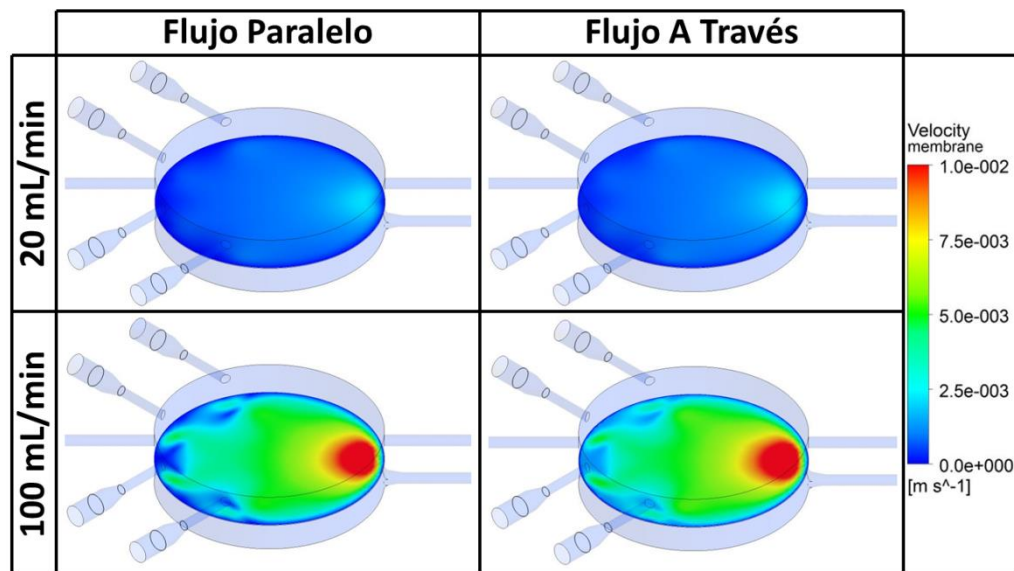 Flujo Paralelo
Flujo A Través
20 mL/min
100 mL/min
Velocity
membrane
1.0e-002
7.5e-003
5.0e-003
2.5e-003
0.0e+000
[m s^-1]